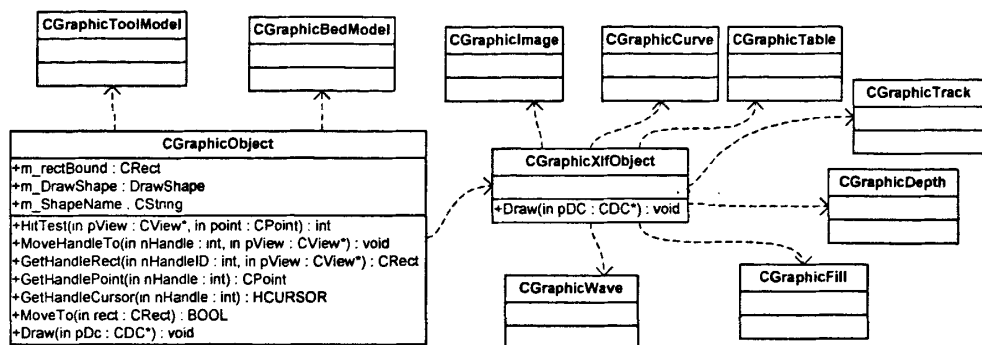 CGraphicToolModel
CGraphicBedModel
CGraphicImage
CGraphicCurve
CGraphicTable
CGraphicTrack
CGraphicObject
+m_rectBound : CRect
+m_DrawShape : DrawShape
+m_ShapeName : CString
+HitTest(in pView : CView*, in point : CPoint) : int
+MoveHandleTo(in nHandle : int, in pView : CView*) : void
+GetHandleRect(in nHandleID : int, in pView : CView*) : CRect
+GetHandlePoint(in nHandle : int) : CPoint
+GetHandleCursor(in nHandle : int) : HCURSOR
+MoveTo(in rect : CRect) : BOOL
+Draw(in pDc : CDC*) : void
CGraphicXlfObject
+Draw(in pDC : CDC*) : void
CGraphicDepth
CGraphicWave
CGraphicFill